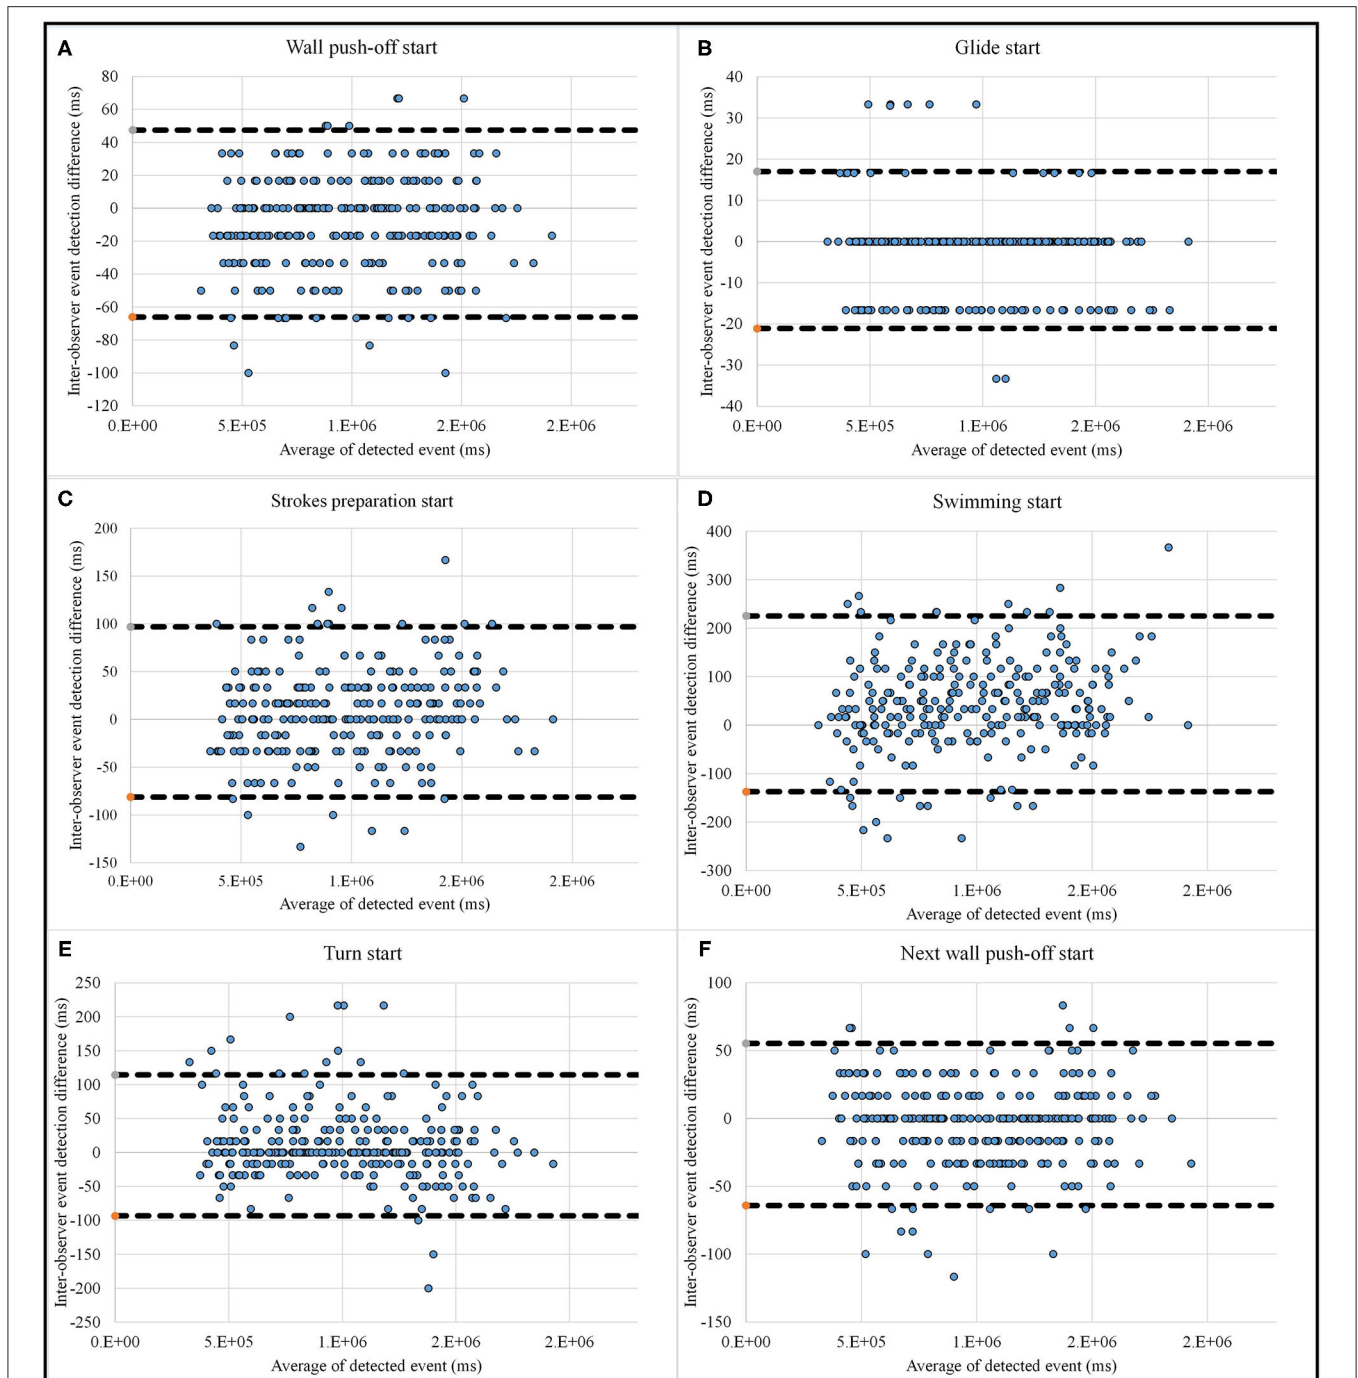 A
Wall push-off start
Inter-observer event detection difference (ms)
80
60
40
20
0
-20
-40
-60
-80
-100
-120
0.E+00 5.E+05 1.E+06 2.E+06 2.E+06
Average of detected event (ms)
B
Glide start
Inter-observer event detection difference (ms)
40
30
20
10
0
-10
-20
-30
-40
0.E+00 5.E+05 1.E+06 2.E+06 2.E+06
Average of detected event (ms)
C
Strokes preparation start
Inter-observer event detection difference (ms)
200
150
100
50
0
-50
-100
-150
0.E+00 5.E+05 1.E+06 2.E+06 2.E+06
Average of detected event (ms)
D
Swimming start
Inter-observer event detection difference (ms)
400
300
200
100
0
-100
-200
-300
0.E+00 5.E+05 1.E+06 2.E+06 2.E+06
Average of detected event (ms)
E
Turn start
Inter-observer event detection difference (ms)
250
200
150
100
50
0
-50
-100
-150
-200
-250
0.E+00 5.E+05 1.E+06 2.E+06 2.E+06
Average of detected event (ms)
F
Next wall push-off start
Inter-observer event detection difference (ms)
100
50
0
-50
-100
-150
0.E+00 5.E+05 1.E+06 2.E+06 2.E+06
Average of detected event (ms)